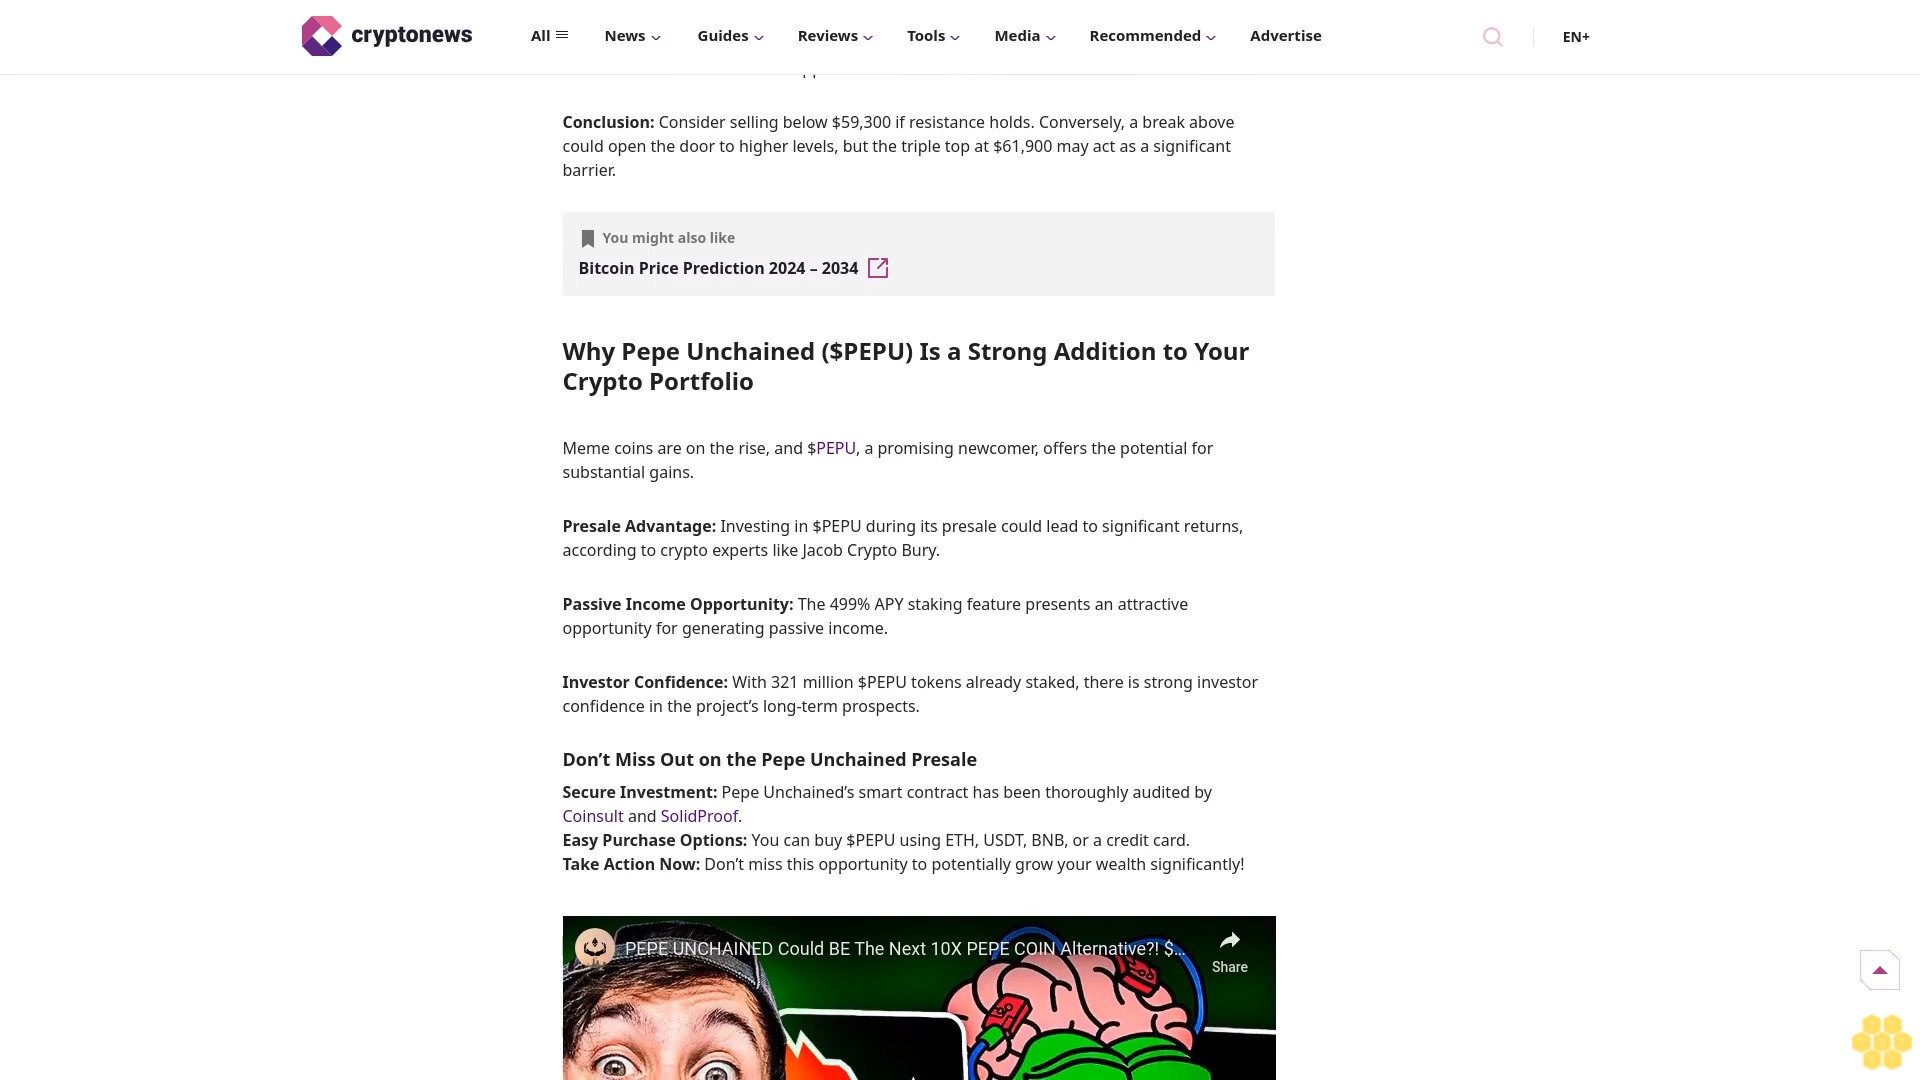 cryptonews
All
News
Guides
Reviews
Tools
Media
Recommended
Advertise
EN+
Conclusion: Consider selling below $59,300 if resistance holds. Conversely, a break above
could open the door to higher levels, but the triple top at $61,900 may act as a significant
barrier.
You might also like
Bitcoin Price Prediction 2024 – 2034
Why Pepe Unchained ($PEPU) Is a Strong Addition to Your
Crypto Portfolio
Meme coins are on the rise, and $PEPU, a promising newcomer, offers the potential for
substantial gains.
Presale Advantage: Investing in $PEPU during its presale could lead to significant returns,
according to crypto experts like Jacob Crypto Bury.
Passive Income Opportunity: The 499% APY staking feature presents an attractive
opportunity for generating passive income.
Investor Confidence: With 321 million $PEPU tokens already staked, there is strong investor
confidence in the project’s long-term prospects.
Don’t Miss Out on the Pepe Unchained Presale
Secure Investment: Pepe Unchained’s smart contract has been thoroughly audited by
Coinsult and SolidProof.
Easy Purchase Options: You can buy $PEPU using ETH, USDT, BNB, or a credit card.
Take Action Now: Don’t miss this opportunity to potentially grow your wealth significantly!
PEPE UNCHAINED Could BE The Next 10X PEPE COIN Alternative?! $...
Share